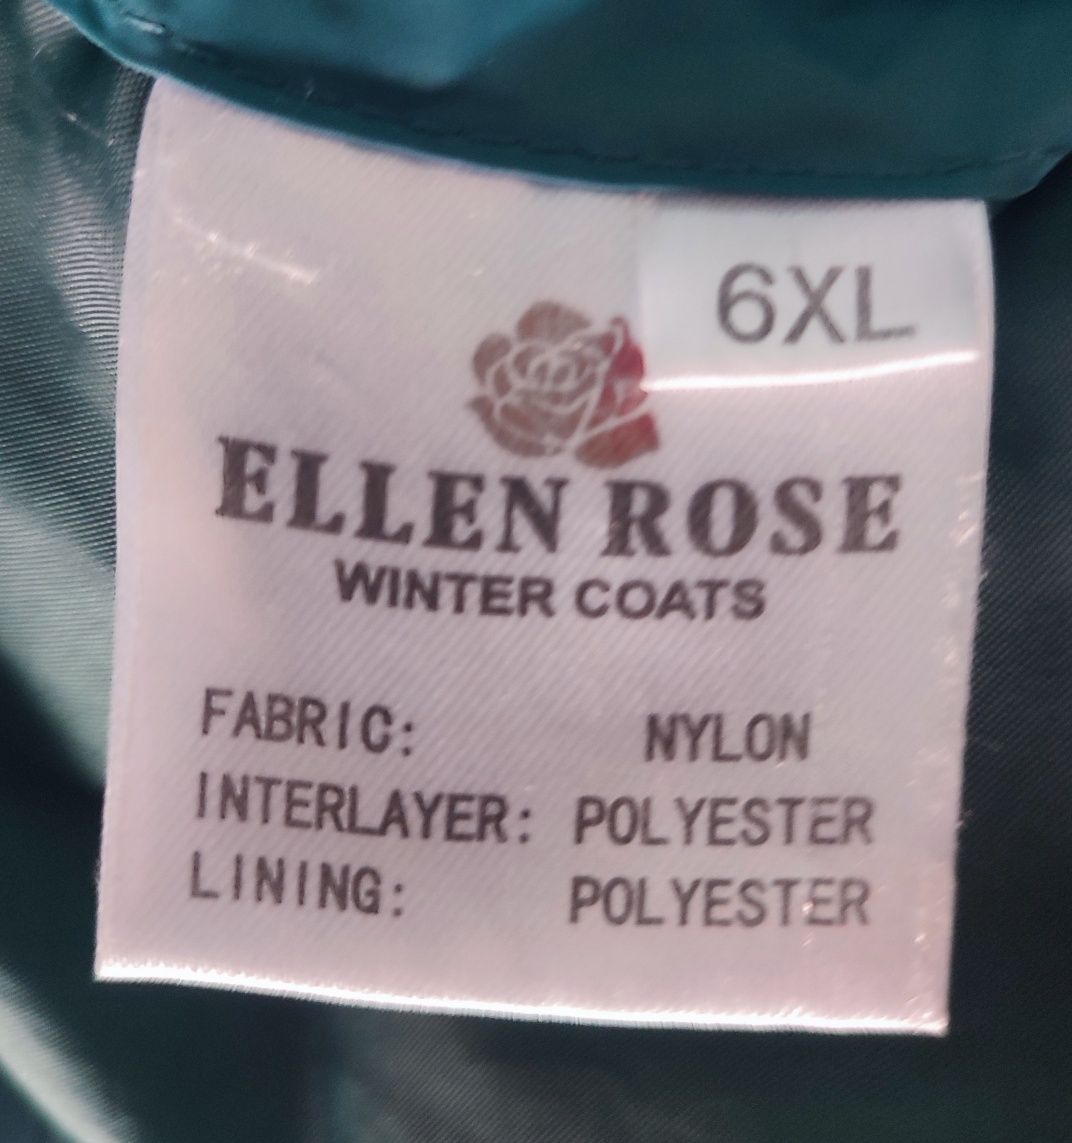 6XL
ELLEN ROSE
WINTER COATS
FABRIC: NYLON
INTERLAYER: POLYESTER
LINING: POLYESTER